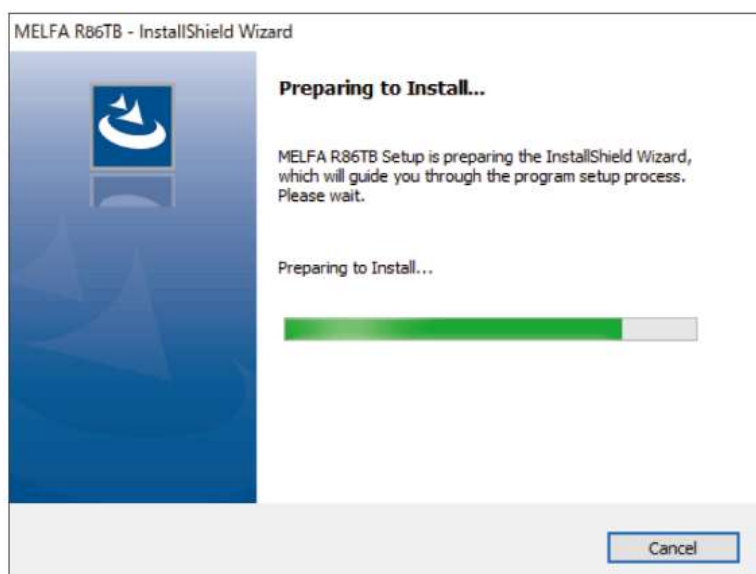 MELFA R86TB - InstallShield Wizard
Preparing to Install...
MELFA R86TB Setup is preparing the InstallShield Wizard,
which will guide you through the program setup process.
Please wait.
Preparing to Install...
Cancel